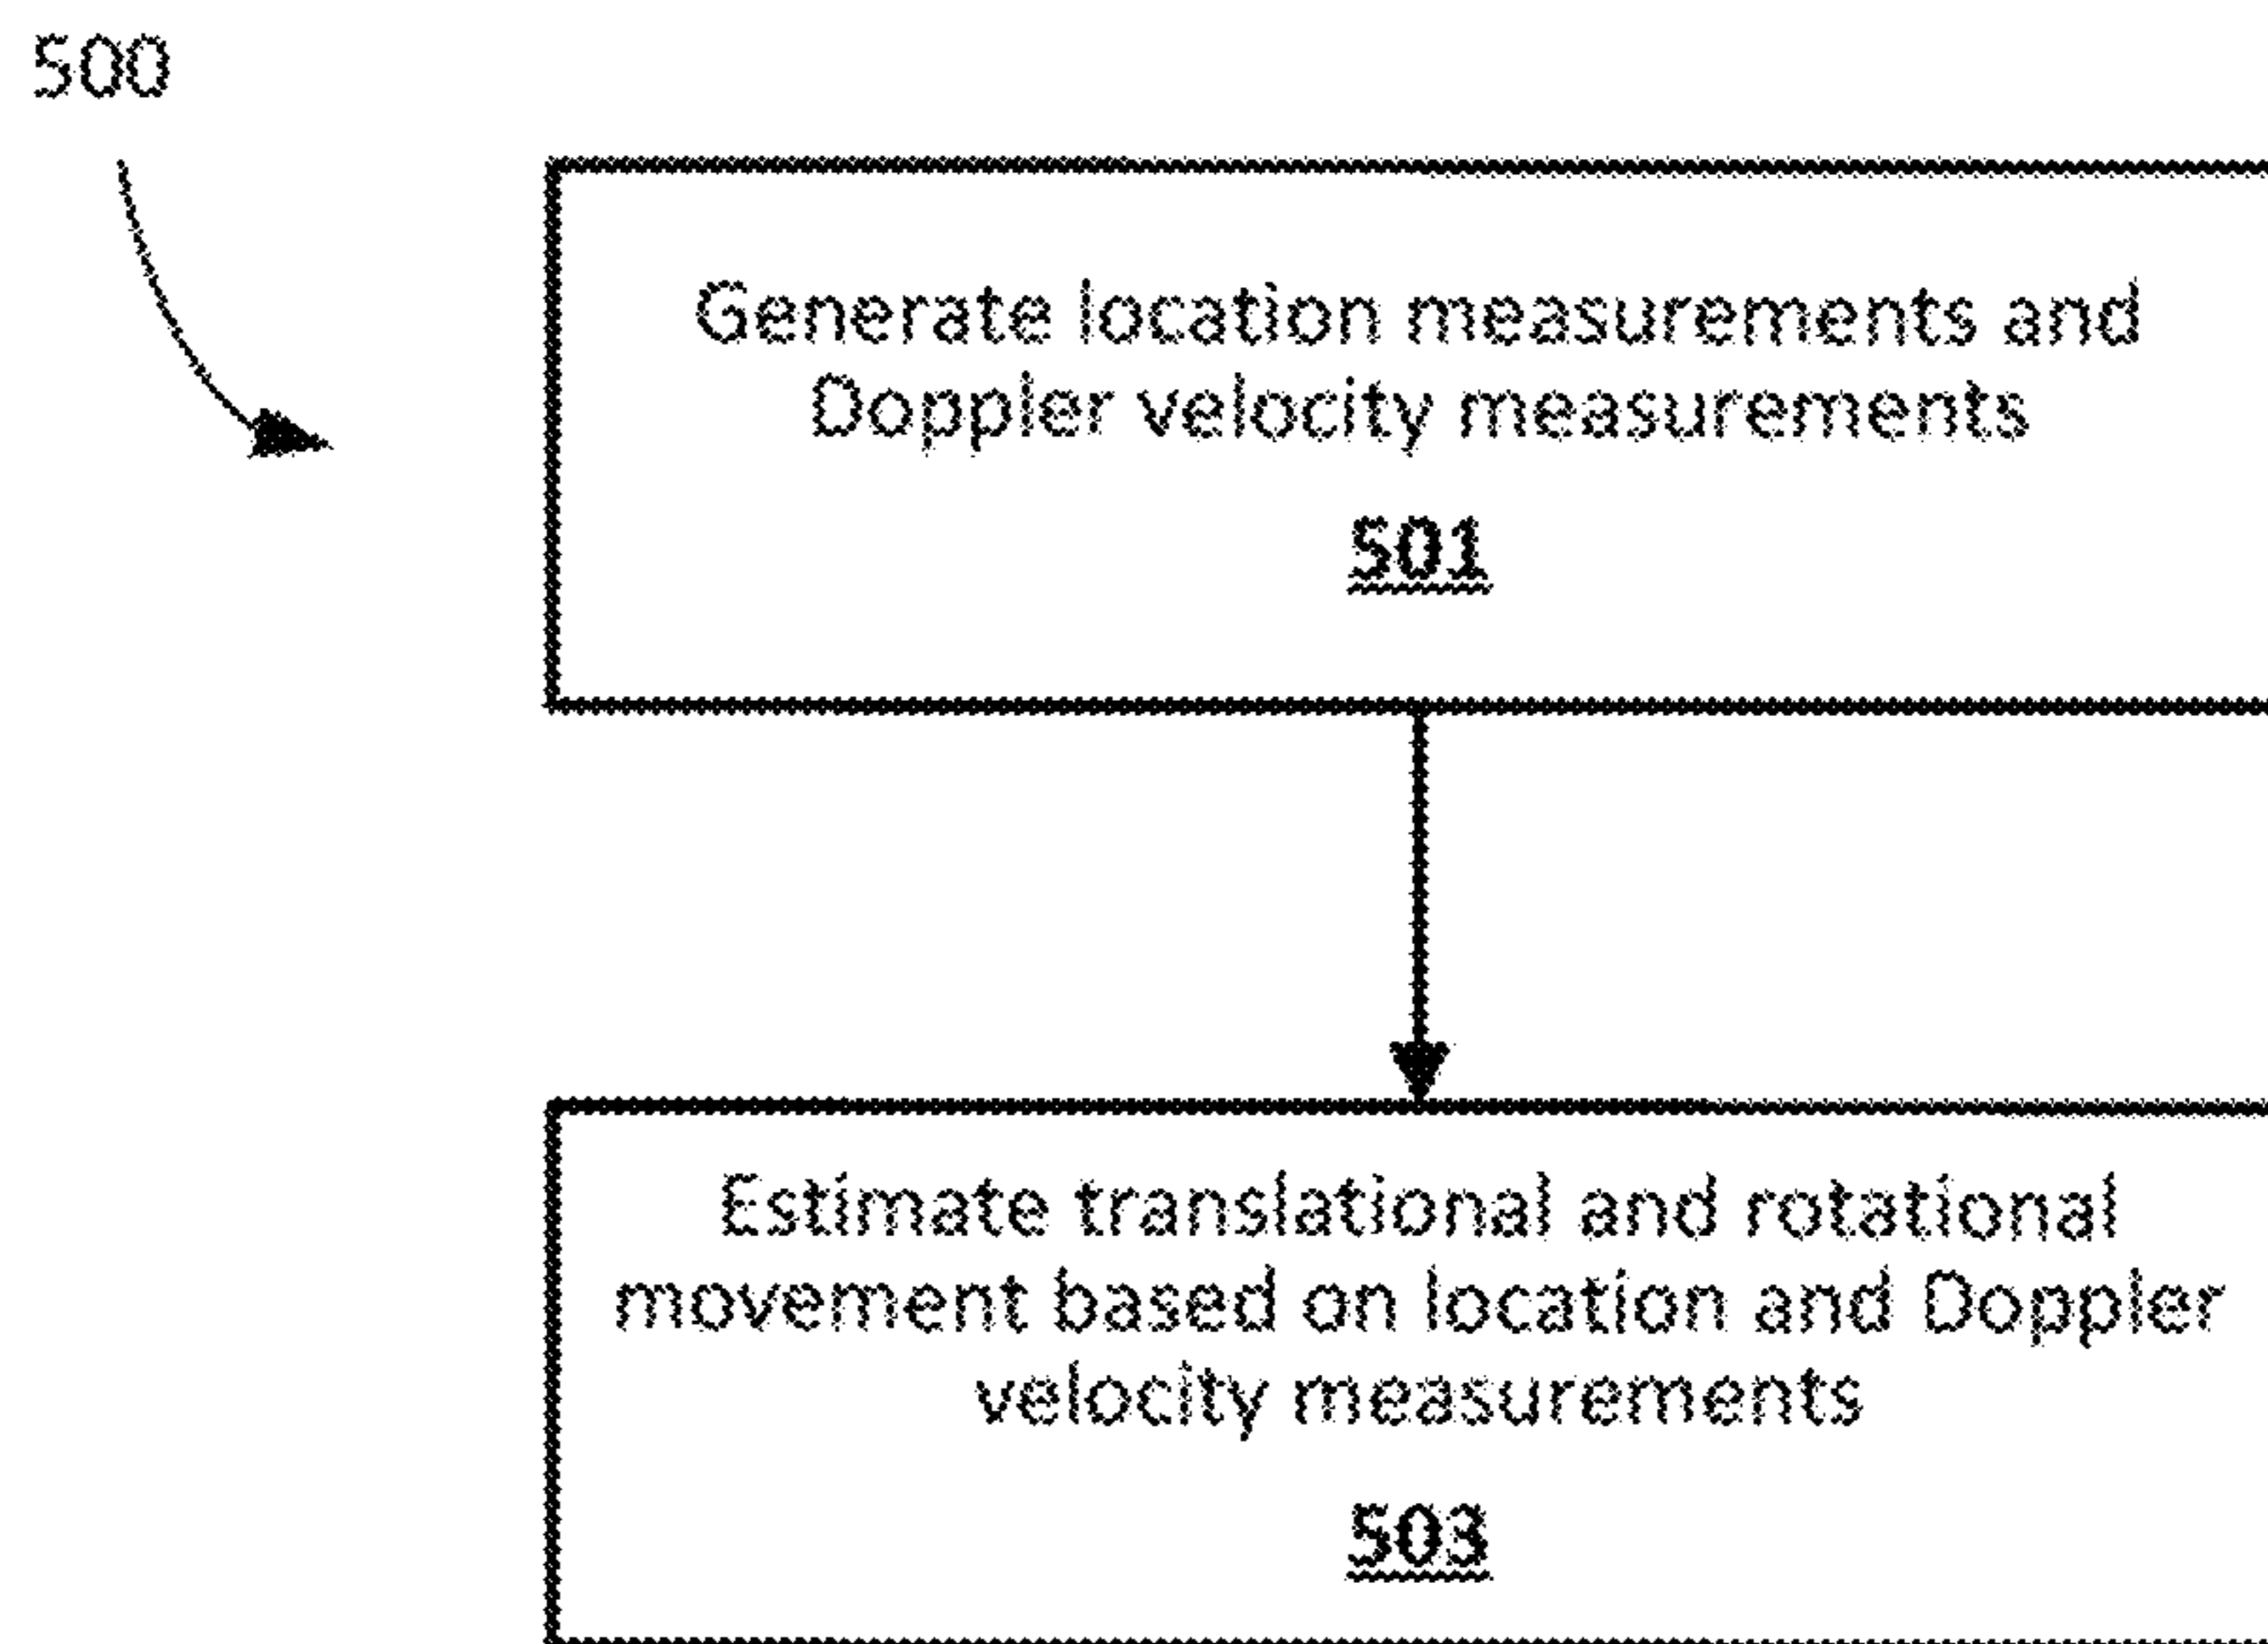 500
Generate location measurements and
Doppler velocity measurements
501
Estimate translational and rotational
movement based on location and Doppler
velocity measurements
503